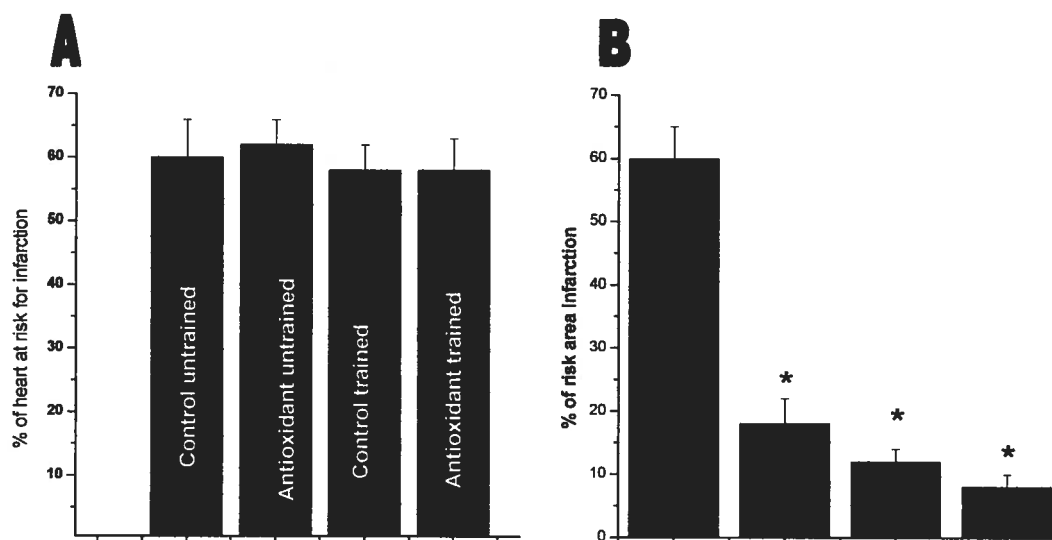 A
70
60
50
40
30
20
10
% of heart at risk for infarction
Control untrained
Antioxidant untrained
Control trained
Antioxidant trained
B
70
60
50
40
30
20
10
0
% of risk area Infarction
*
*
*